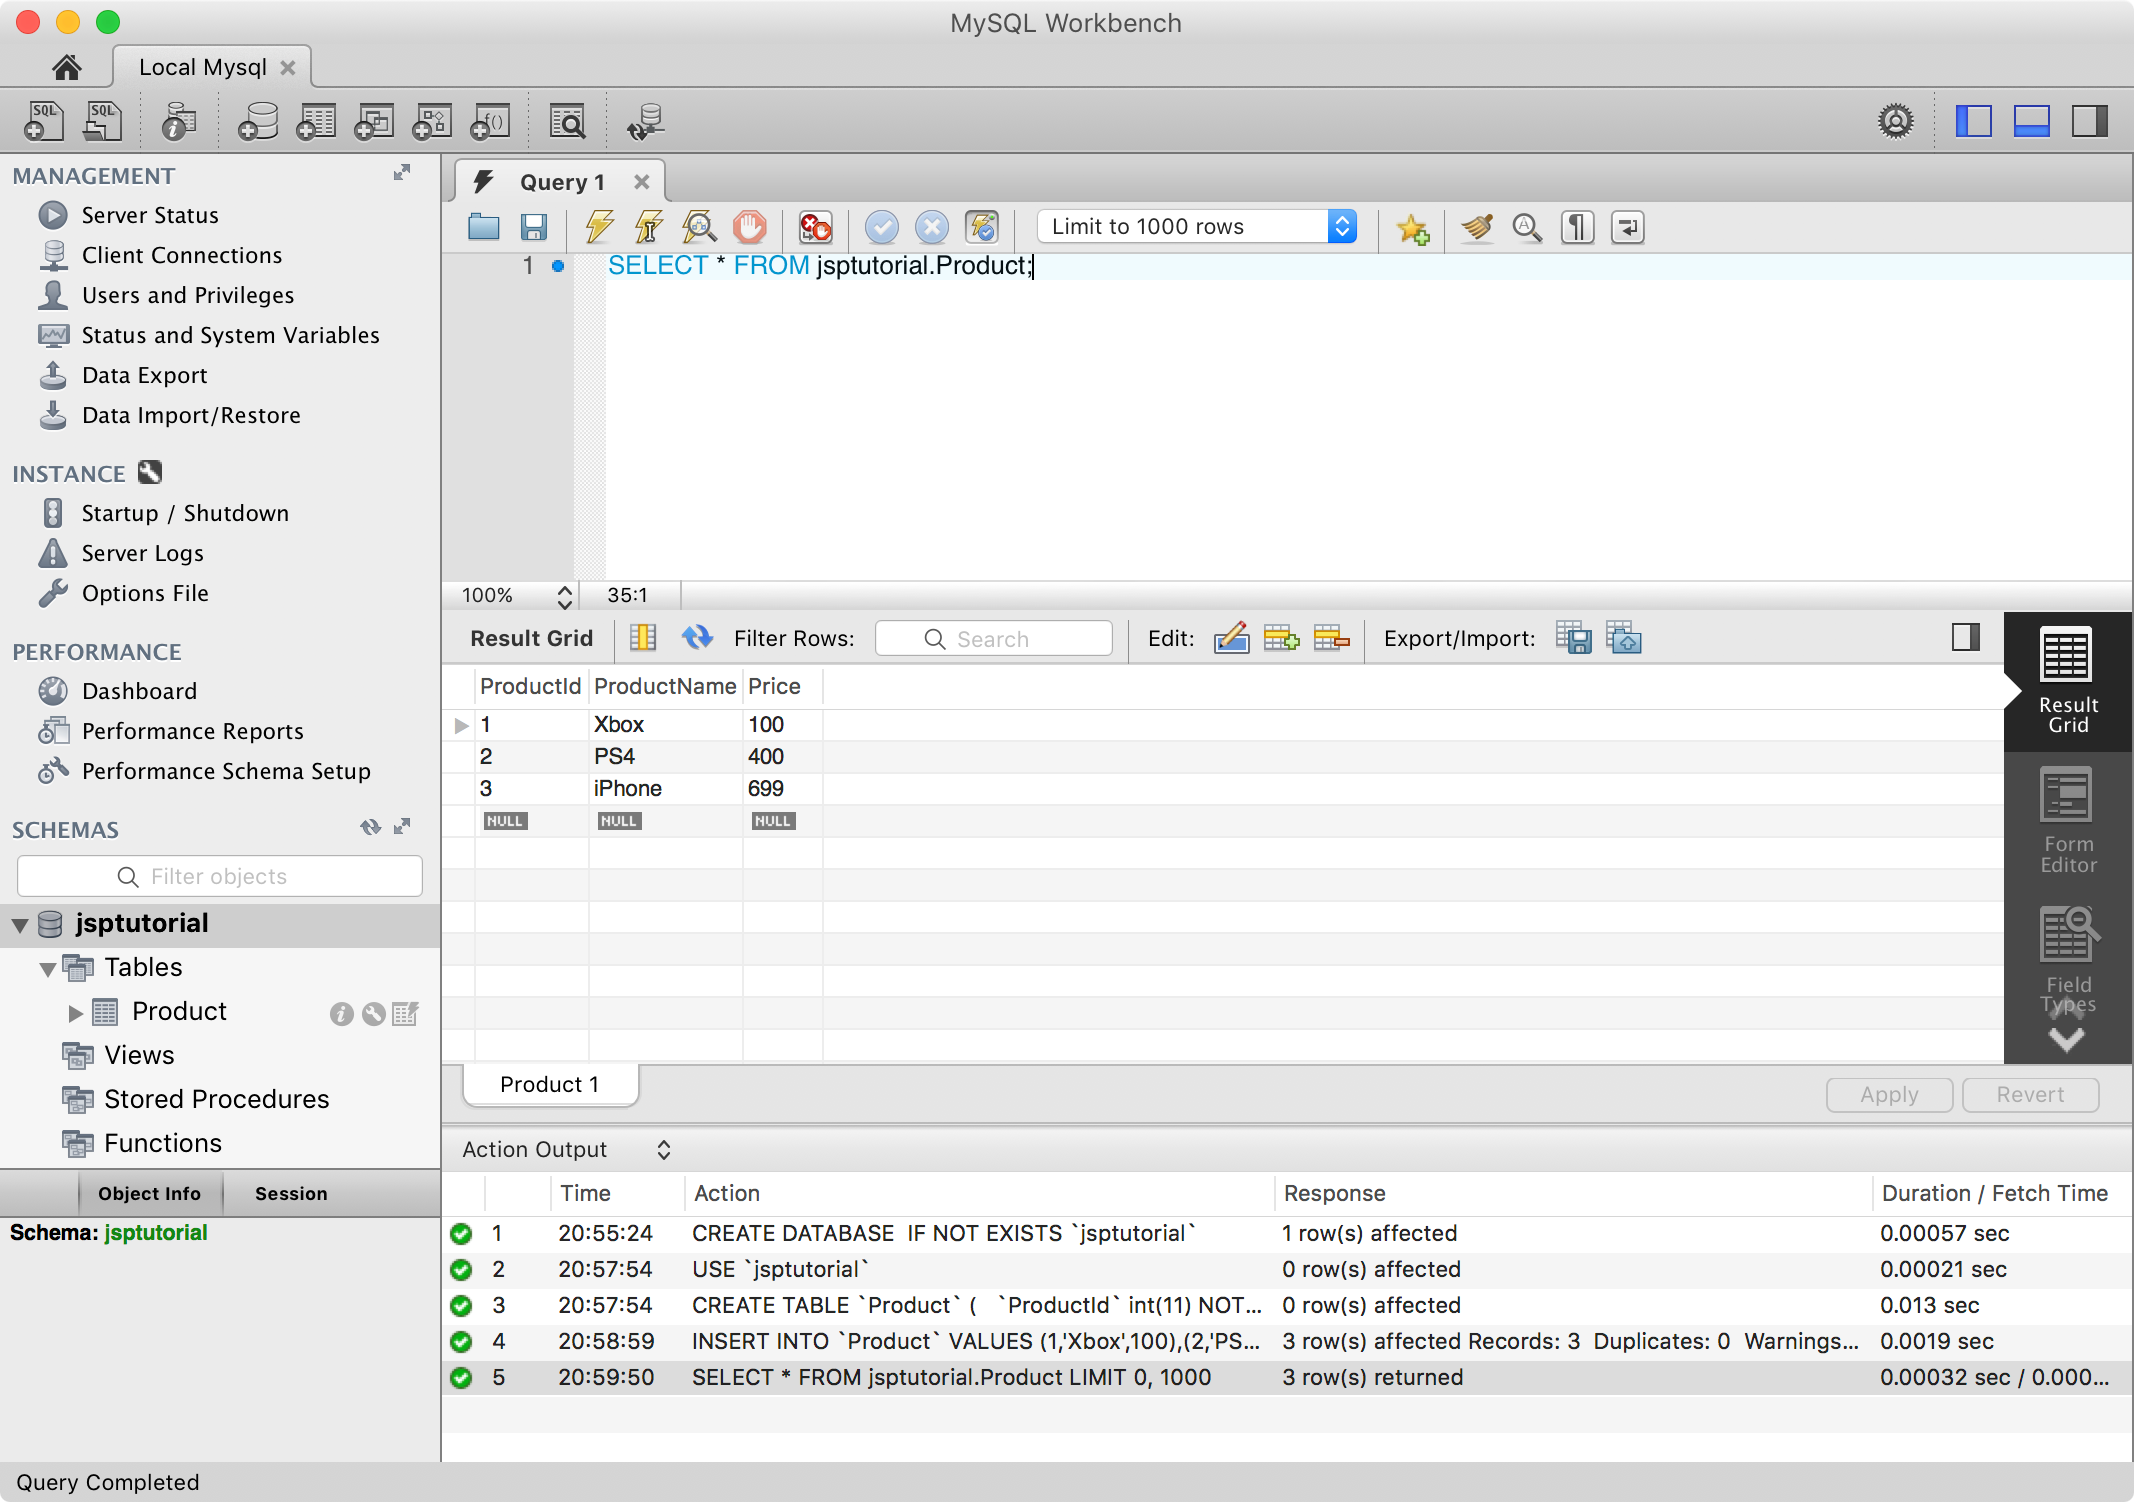 MySQL Workbench
Local Mysql
SQL SQL
f()
MANAGEMENT
Server Status
Client Connections
Users and Privileges
Status and System Variables
Data Export
Data Import/Restore
INSTANCE
Startup / Shutdown
Server Logs
Options File
PERFORMANCE
Dashboard
Performance Reports
Performance Schema Setup
SCHEMAS
Filter objects
jsptutorial
Tables
Product
Views
Stored Procedures
Functions
Object Info Session
Schema: jsptutorial
Query 1
Limit to 1000 rows
1 SELECT * FROM jsptutorial.Product;
100% 35:1
Result Grid Filter Rows: Search Edit: Export/Import:
ProductId ProductName Price
1 Xbox 100
2 PS4 400
3 iPhone 699
NULL NULL NULL
Result
Grid
Form
Editor
Field
Types
Product 1
Apply Revert
Action Output
Time Action Response Duration / Fetch Time
1 20:55:24 CREATE DATABASE  IF NOT EXISTS `jsptutorial` 1 row(s) affected 0.00057 sec
2 20:57:54 USE `jsptutorial` 0 row(s) affected 0.00021 sec
3 20:57:54 CREATE TABLE `Product` (   `ProductId` int(11) NOT... 0 row(s) affected 0.013 sec
4 20:58:59 INSERT INTO `Product` VALUES (1,'Xbox',100),(2,'PS... 3 row(s) affected Records: 3  Duplicates: 0  Warnings... 0.0019 sec
5 20:59:50 SELECT * FROM jsptutorial.Product LIMIT 0, 1000 3 row(s) returned 0.00032 sec / 0.000...
Query Completed